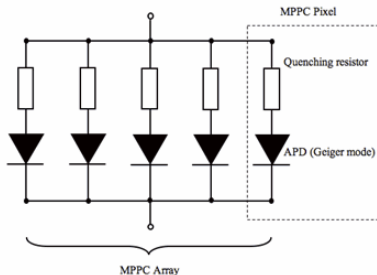 MPPC Pixel
Quenching resistor
APD (Geiger mode)
MPPC Array